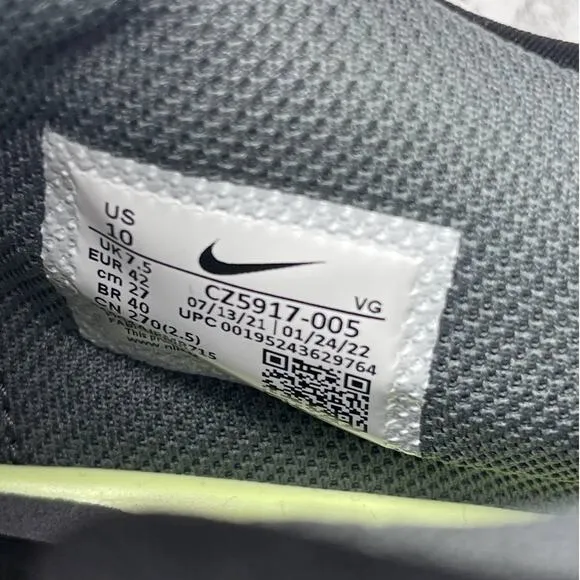 US
10
UK 7.5
EUR 42
cm 27
BR 40
CN 270(2.5)
VG
CZ5917-005
07/13/21 | 01/24/22
UPC 00195243629764